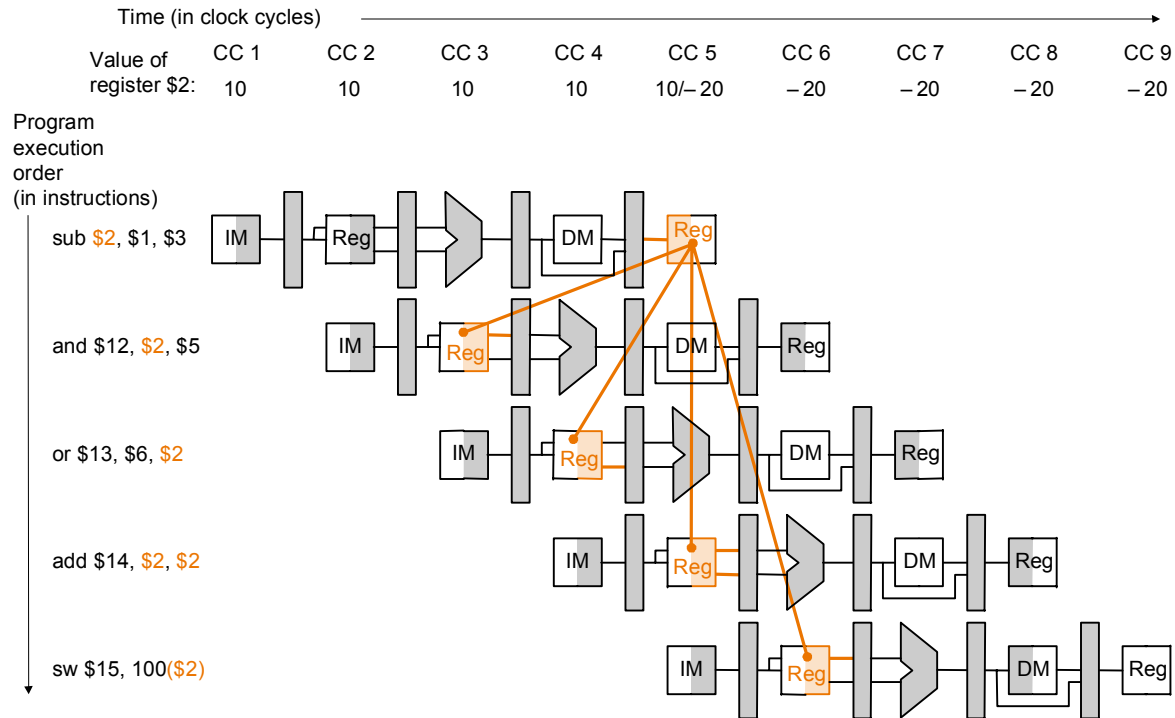 Time (in clock cycles)
CC 1 CC 2 CC 3 CC 4 CC 5 CC 6 CC 7 CC 8 CC 9
Value of
register $2:
10 10 10 10 10/– 20 – 20 – 20 – 20 – 20
Program
execution
order
(in instructions)
sub $2, $1, $3
IM Reg DM Reg
and $12, $2, $5
IM Reg DM Reg
or $13, $6, $2
IM Reg DM Reg
add $14, $2, $2
IM Reg DM Reg
sw $15, 100($2)
IM Reg DM Reg